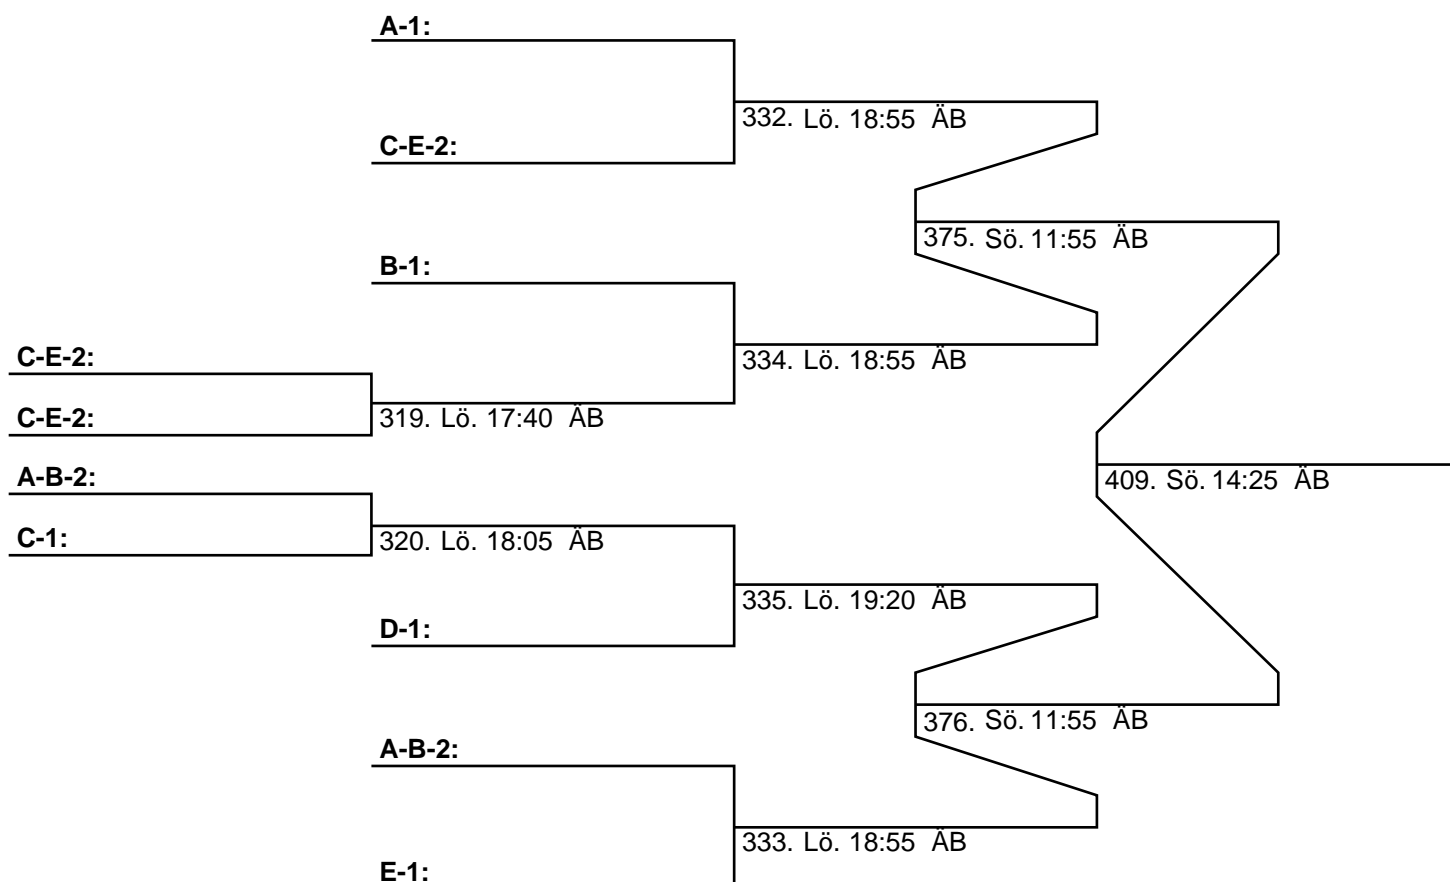 A-1:
332. Lö. 18:55 ÄB
C-E-2:
375. Sö. 11:55 ÄB
B-1:
334. Lö. 18:55 ÄB
C-E-2:
C-E-2:
319. Lö. 17:40 ÄB
A-B-2:
409. Sö. 14:25 ÄB
C-1:
320. Lö. 18:05 ÄB
335. Lö. 19:20 ÄB
D-1:
376. Sö. 11:55 ÄB
A-B-2:
333. Lö. 18:55 ÄB
E-1: